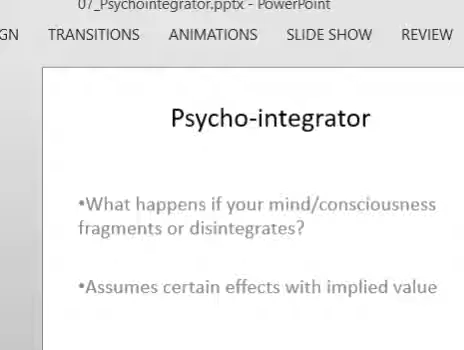 07_Psychointegrator.pptx - PowerPoint
GN TRANSITIONS ANIMATIONS SLIDE SHOW REVIEW
Psycho-integrator
•What happens if your mind/consciousness
fragments or disintegrates?
•Assumes certain effects with implied value